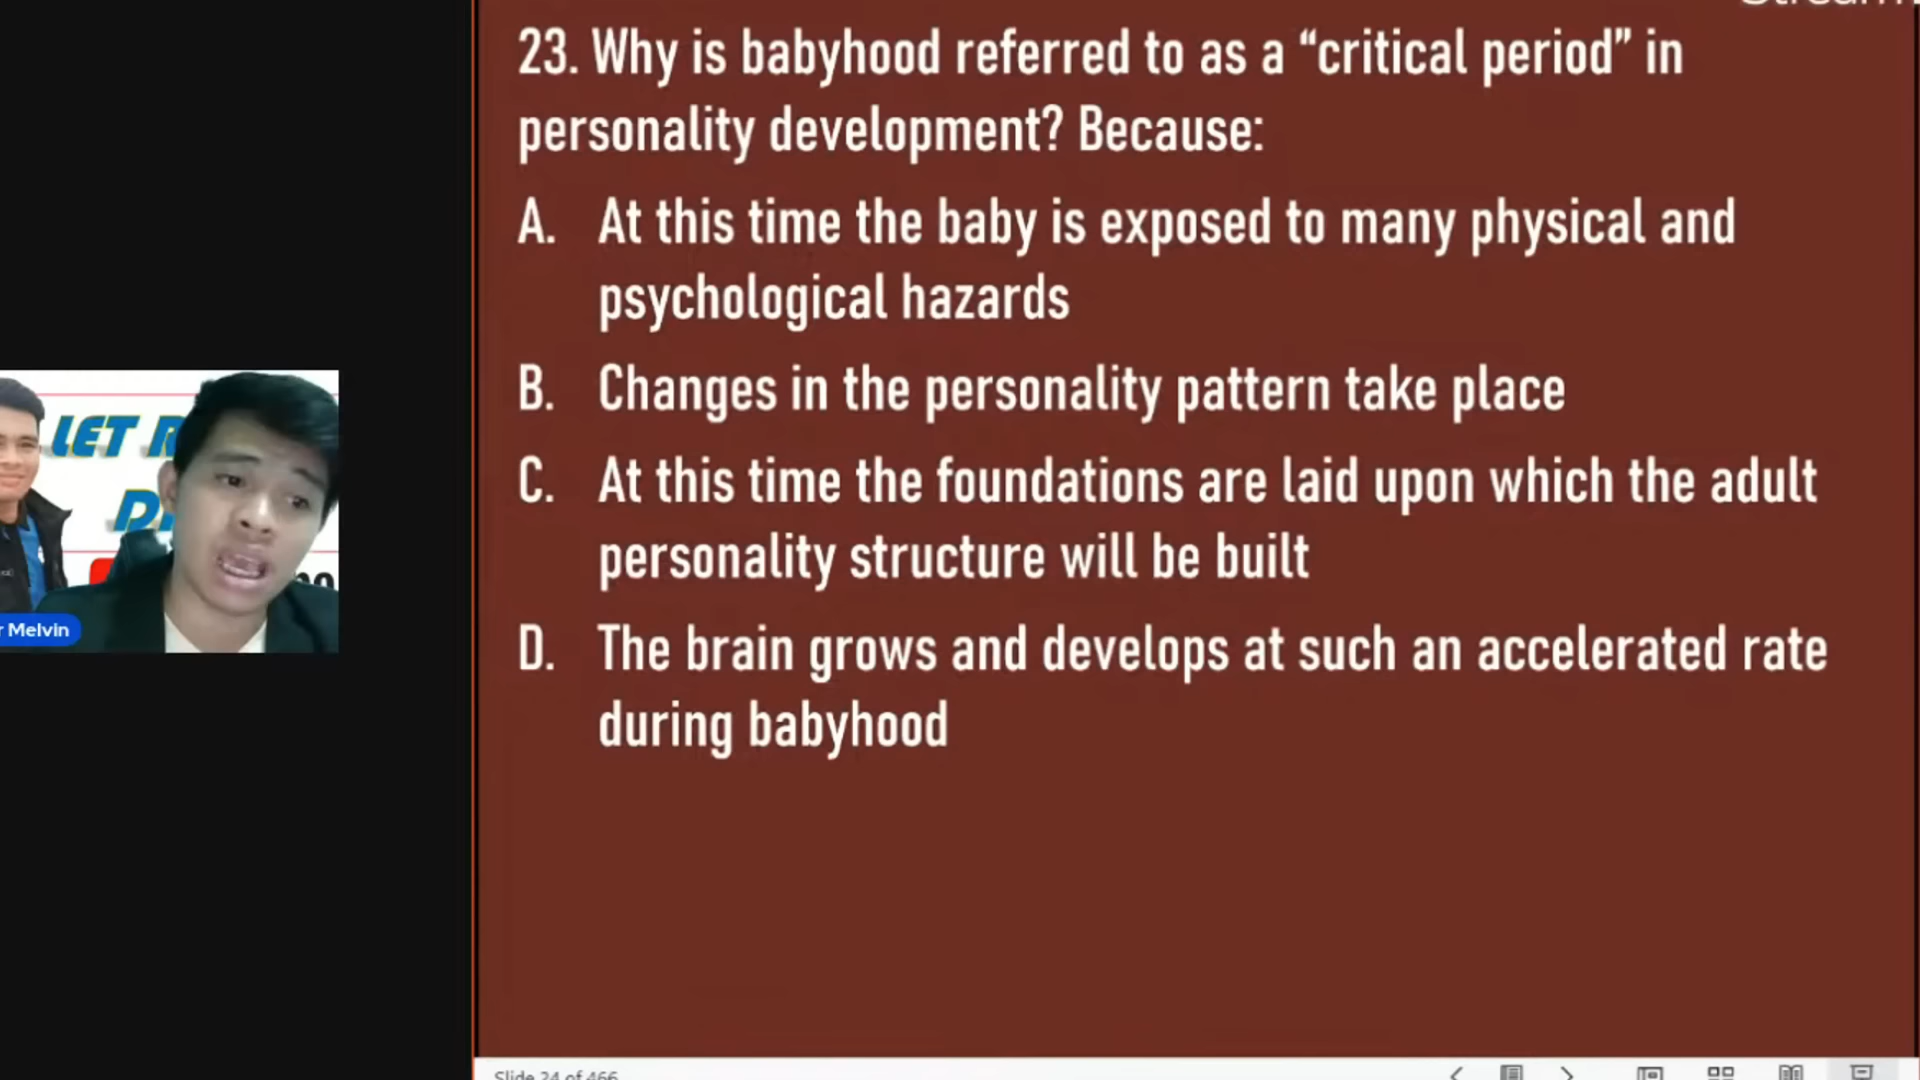 23. Why is babyhood referred to as a “critical period” in
personality development? Because:
A. At this time the baby is exposed to many physical and
psychological hazards
B. Changes in the personality pattern take place
C. At this time the foundations are laid upon which the adult
personality structure will be built
D. The brain grows and develops at such an accelerated rate
during babyhood
LET
Melvin
Slide 24 of 466